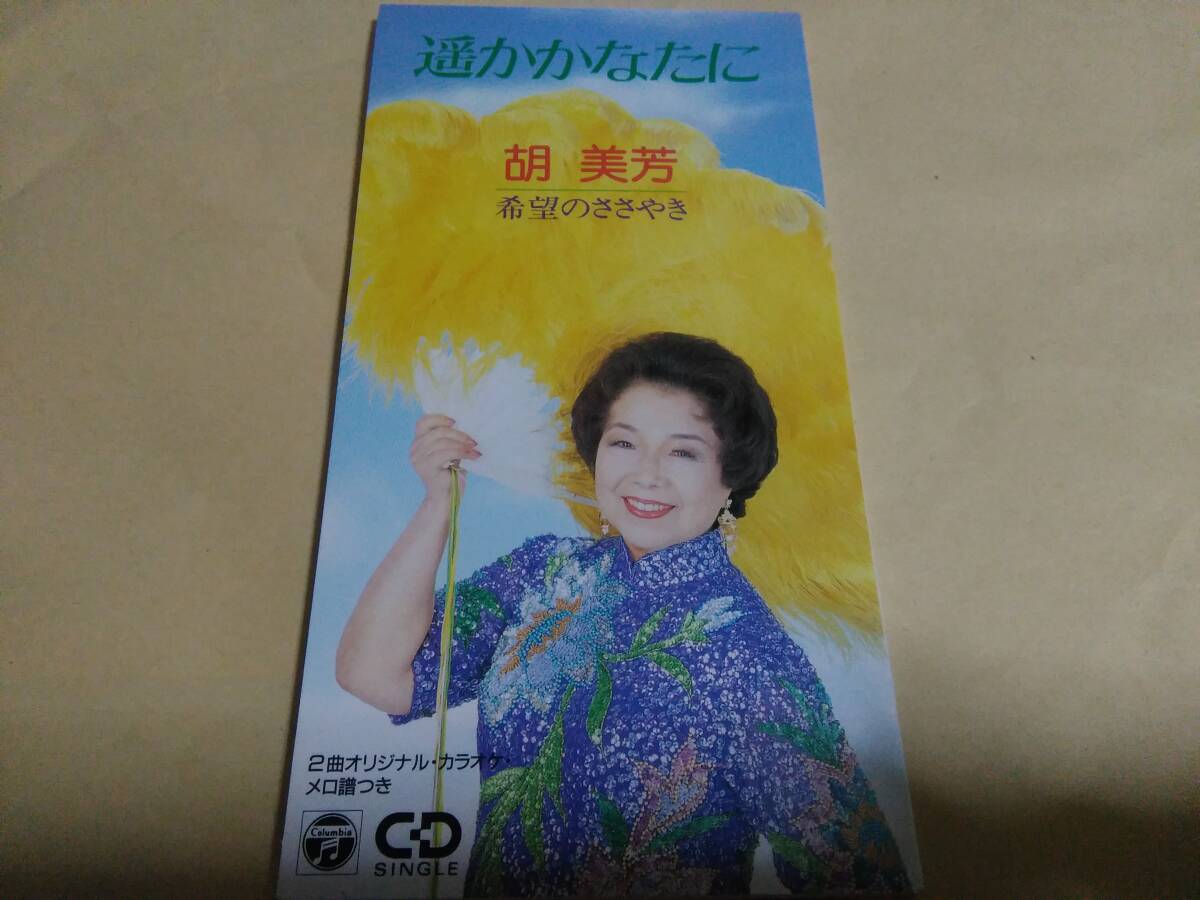 遥かかなたに
胡 美芳
希望のささやき
2曲オリジナル・カラオケ・
メロ譜つき
Columbia
CD
SINGLE